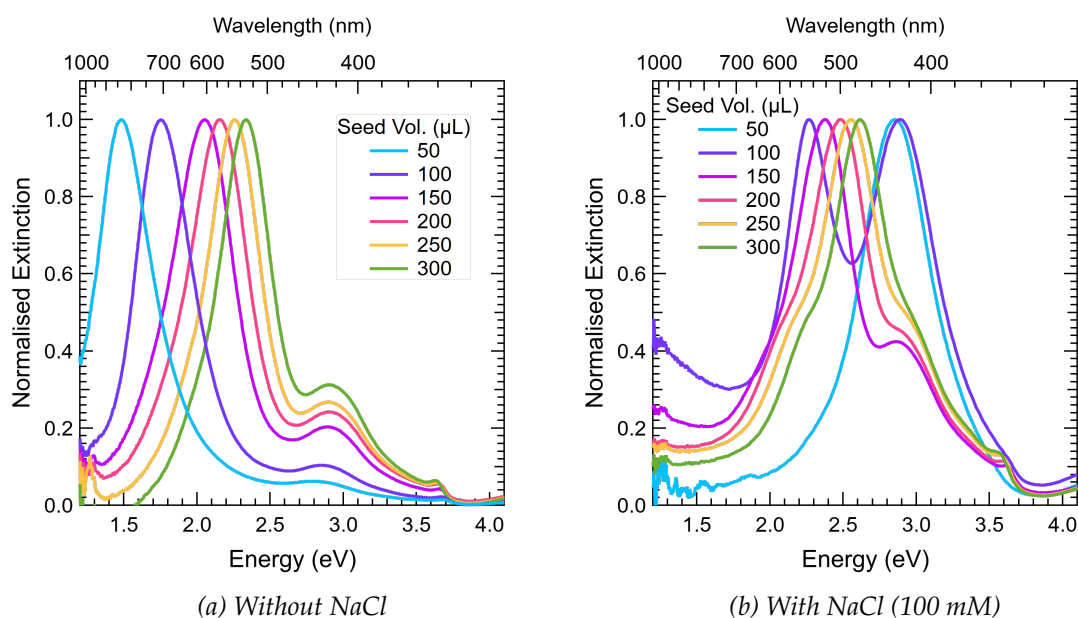 Wavelength (nm)
1000 700 600 500 400
Normalised Extinction
1.0
0.8
0.6
0.4
0.2
0.0
Seed Vol. (µL)
50
100
150
200
250
300
1.5 2.0 2.5 3.0 3.5 4.0
Energy (eV)
(a) Without NaCl
Wavelength (nm)
1000 700 600 500 400
Normalised Extinction
1.0
0.8
0.6
0.4
0.2
0.0
Seed Vol. (µL)
50
100
150
200
250
300
1.5 2.0 2.5 3.0 3.5 4.0
Energy (eV)
(b) With NaCl (100 mM)